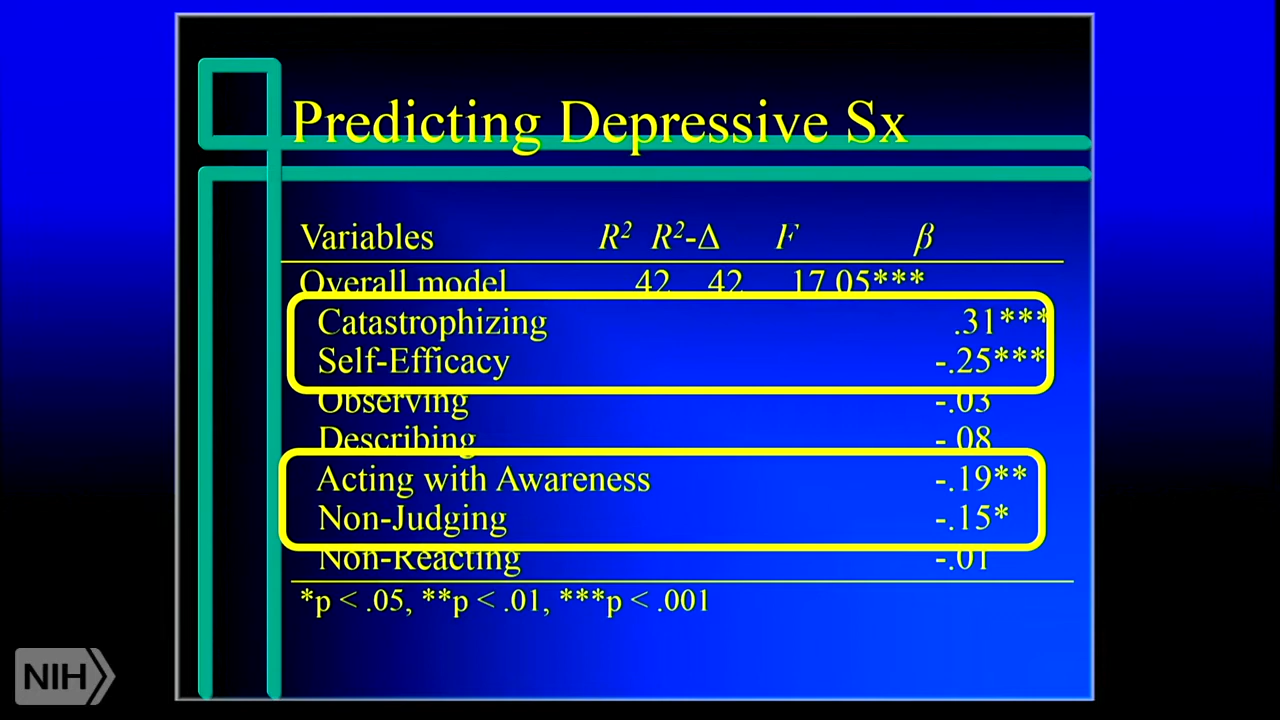 Predicting Depressive Sx
Variables R² R²-Δ F β
Overall model 42 42 17.05***
Catastrophizing .31***
Self-Efficacy -.25***
Observing -.03
Describing -.08
Acting with Awareness -.19**
Non-Judging -.15*
Non-Reacting -.01
*p < .05, **p < .01, ***p < .001
NIH